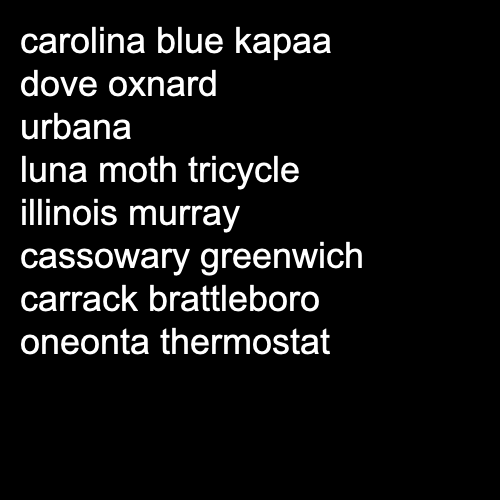 carolina blue kapaa
dove oxnard
urbana
luna moth tricycle
illinois murray
cassowary greenwich
carrack brattleboro
oneonta thermostat